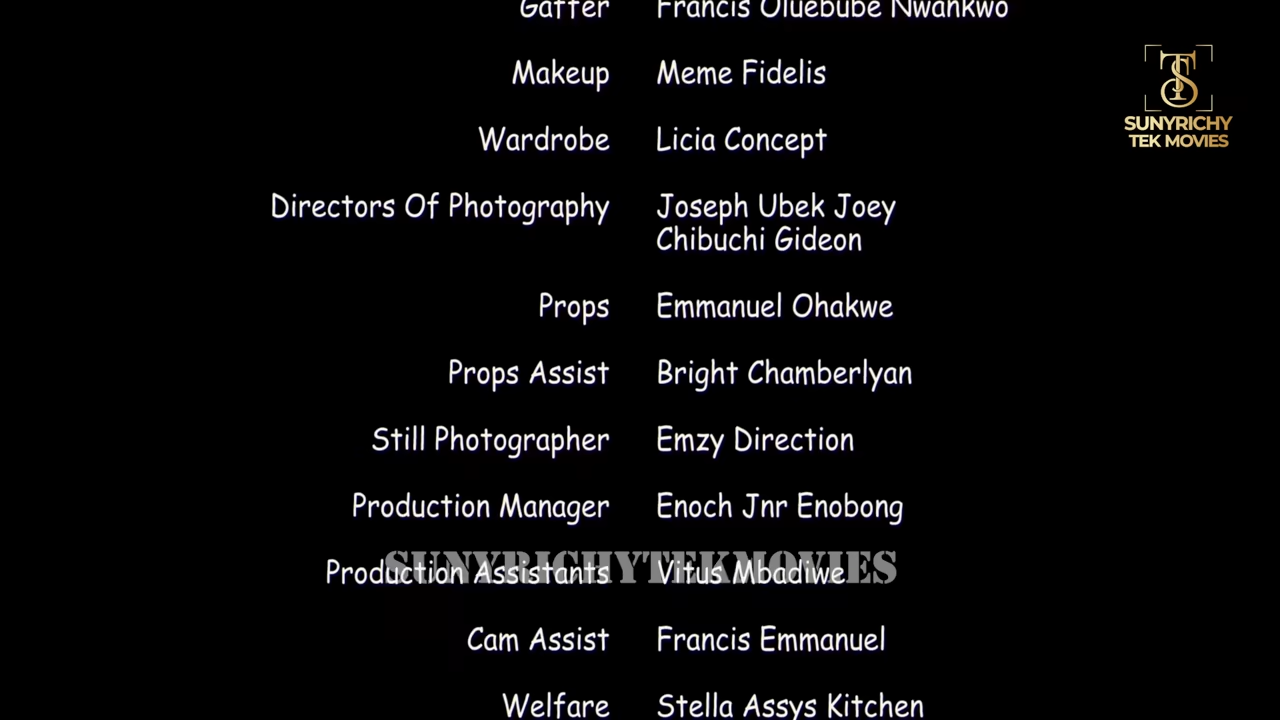 Gaffer Francis Oluebube Nwankwo
Makeup Meme Fidelis
Wardrobe Licia Concept
Directors Of Photography Joseph Ubek Joey
Chibuchi Gideon
Props Emmanuel Ohakwe
Props Assist Bright Chamberlyan
Still Photographer Emzy Direction
Production Manager Enoch Jnr Enobong
Production Assistants Vitus Mbadiwe
Cam Assist Francis Emmanuel
Welfare Stella Assys Kitchen
SUNYRICHY
TEK MOVIES
SUNYRICHYTEKMOVIES